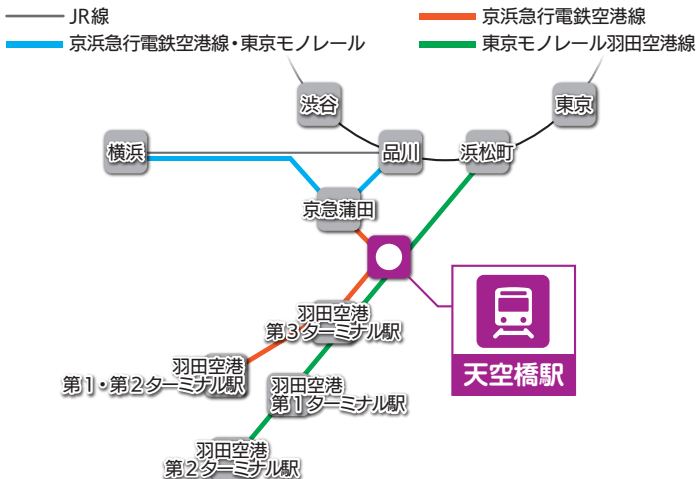 JR線
京浜急行電鉄空港線
京浜急行電鉄空港線・東京モノレール
東京モノレール羽田空港線
渋谷
東京
横浜
品川
浜松町
京急蒲田
羽田空港
第3ターミナル駅
天空橋駅
羽田空港
第1・第2ターミナル駅
羽田空港
第1ターミナル駅
羽田空港
第2ターミナル駅